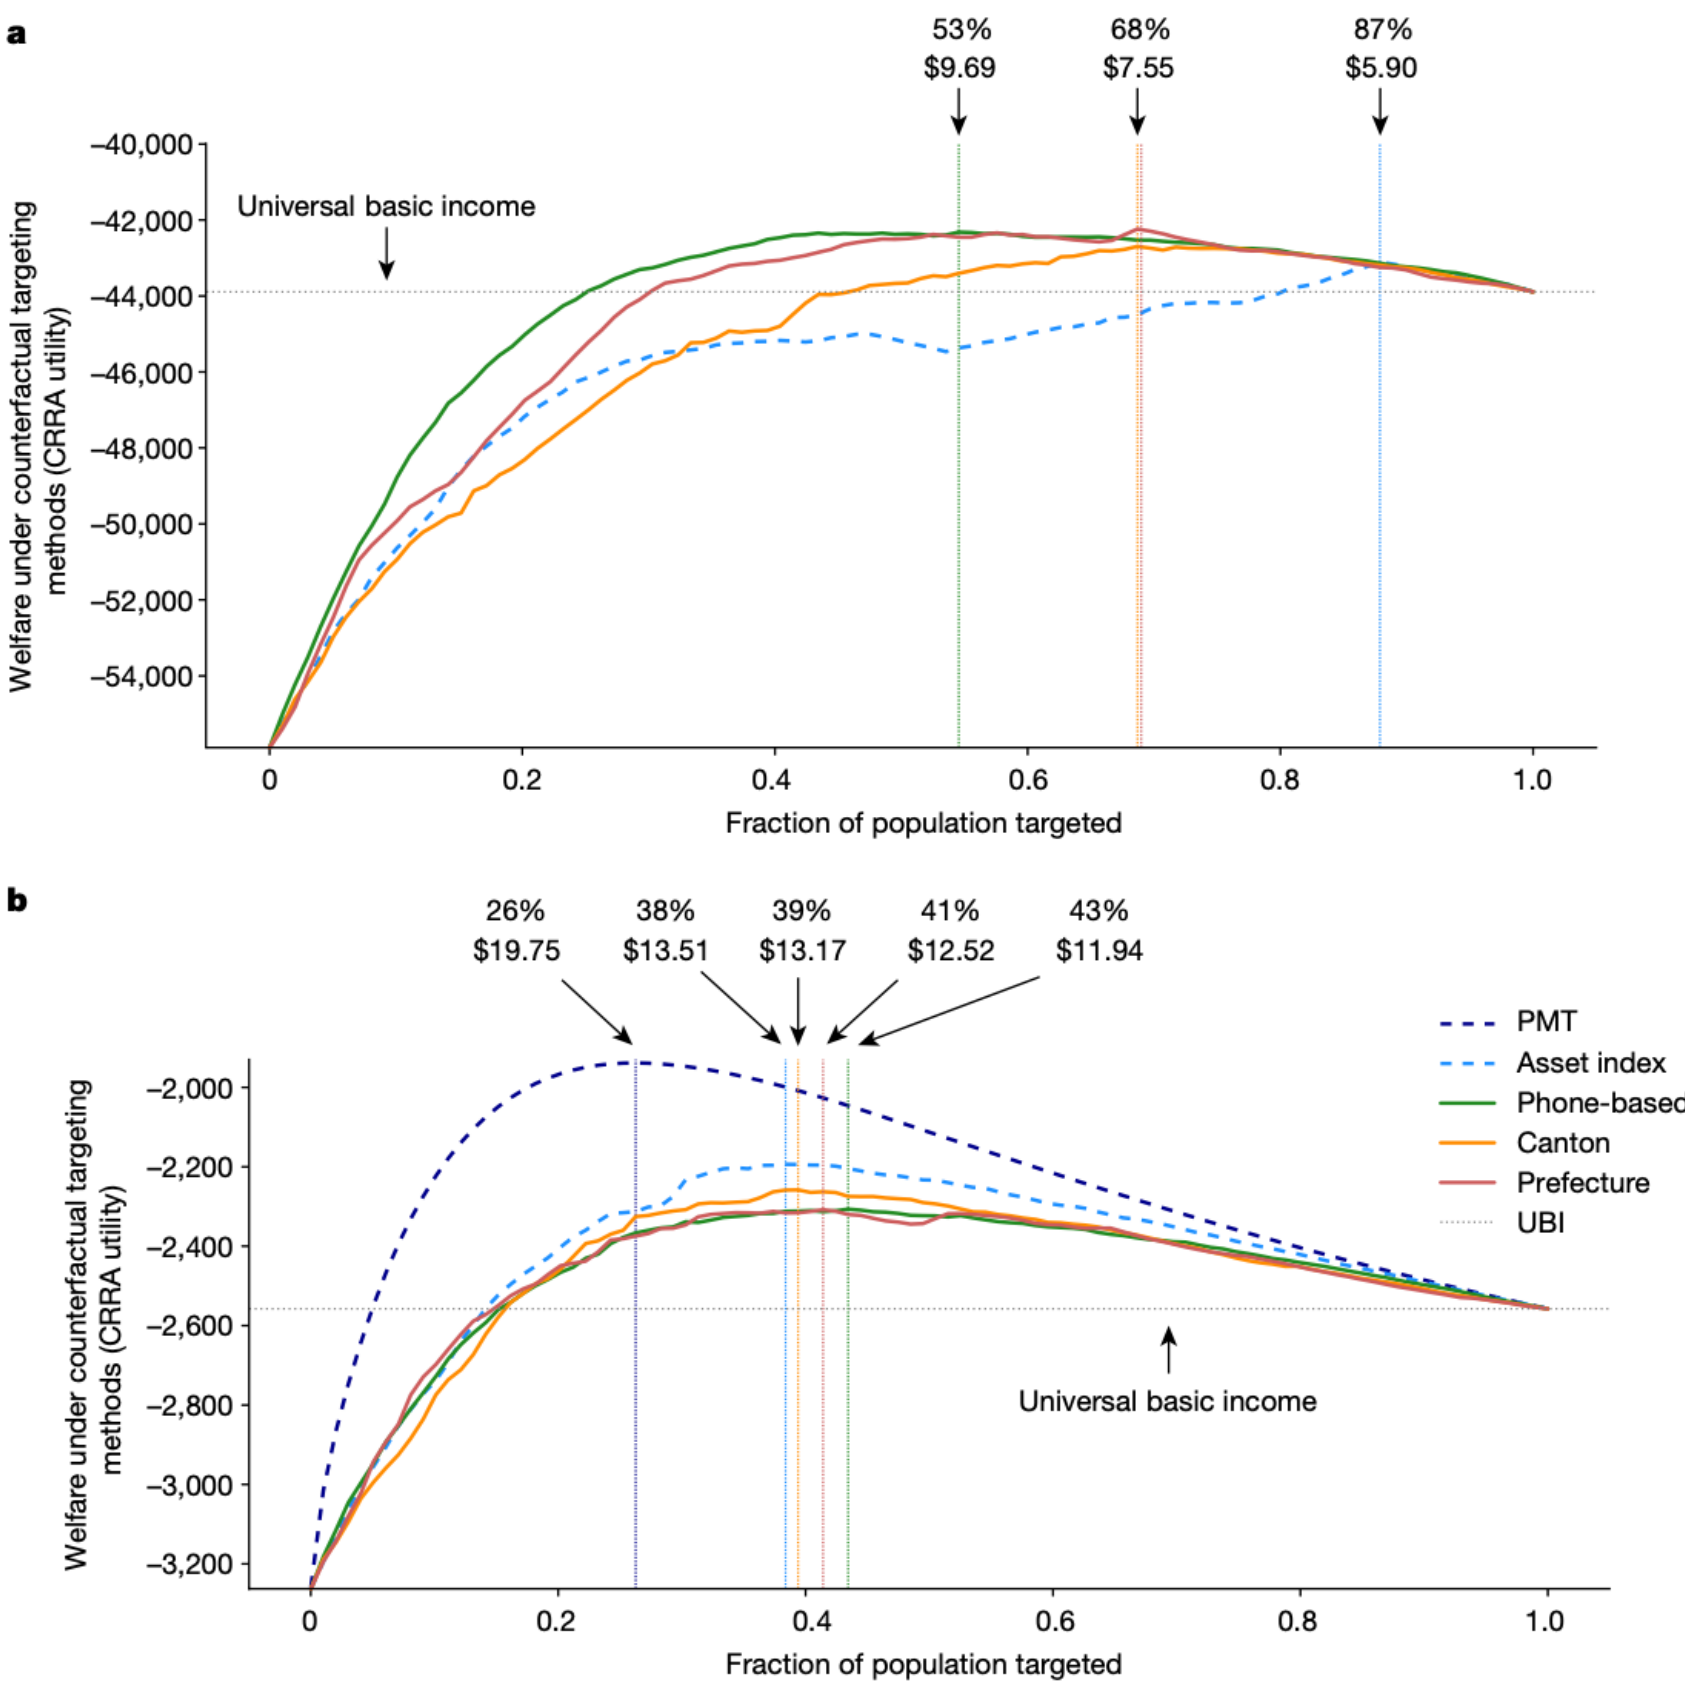 a
53% 68% 87%
$9.69 $7.55 $5.90
Universal basic income
–40,000
–42,000
–44,000
–46,000
–48,000
–50,000
–52,000
–54,000
Welfare under counterfactual targeting
methods (CRRA utility)
0 0.2 0.4 0.6 0.8 1.0
Fraction of population targeted
b
26% 38% 39% 41% 43%
$19.75 $13.51 $13.17 $12.52 $11.94
PMT
Asset index
Phone-based
Canton
Prefecture
UBI
–2,000
–2,200
–2,400
–2,600
–2,800
–3,000
–3,200
Welfare under counterfactual targeting
methods (CRRA utility)
Universal basic income
0 0.2 0.4 0.6 0.8 1.0
Fraction of population targeted